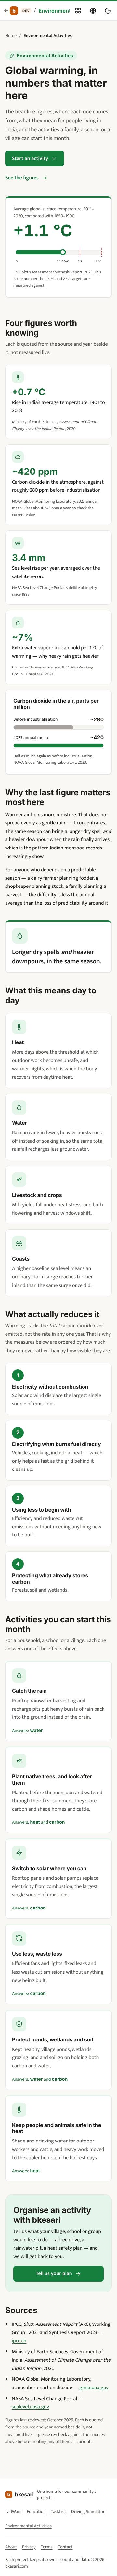 SKY / Environmen
Home / Environmental Activities
Environmental Activities
Global warming, in
numbers that matter
here
The headline figures, where each one comes
from, what they mean for people living in
India, and the activities a family, a school or a
village can start this month.
Start an activity
See the figures →
Average global surface temperature, 2011–
2020, compared with 1850–1900
+1.1 °C
0
1.1 now
1.5
2 °C
IPCC Sixth Assessment Synthesis Report, 2023. This
is the number the 1.5 °C and 2 °C targets are
measured against.
Four figures worth
knowing
Each is quoted from the source and year beside
it, not measured live.
+0.7 °C
Rise in India's average temperature, 1901 to
2018
Ministry of Earth Sciences, Assessment of Climate
Change over the Indian Region, 2020
~420 ppm
Carbon dioxide in the atmosphere, against
roughly 280 ppm before industrialisation
NOAA Global Monitoring Laboratory, 2023 annual
mean. Rises about 2–3 ppm a year, so check the
current value
3.4 mm
Sea level rise per year, averaged over the
satellite record
NASA Sea Level Change Portal, satellite altimetry
since 1993
~7%
Extra water vapour air can hold per 1 °C of
warming — why heavy rain gets heavier
Clausius–Clapeyron relation; IPCC AR6 Working
Group I, Chapter 8, 2021
Carbon dioxide in the air, parts per
million
Before industrialisation ~280
2023 annual mean ~420
Half as much again as before industrialisation.
NOAA Global Monitoring Laboratory, 2023.
Why the last figure matters
most here
Warmer air holds more moisture. That does not
spread evenly as gentle rain — it concentrates.
The same season can bring a longer dry spell and
a heavier downpour when the rain finally arrives,
which is the pattern Indian monsoon records
increasingly show.
For anyone who depends on a predictable
season — a dairy farmer planning fodder, a
shopkeeper planning stock, a family planning a
harvest — the difficulty is less the annual
average than the loss of predictability around it.
Longer dry spells and heavier
downpours, in the same season.
What this means day to
day
Heat
More days above the threshold at which
outdoor work becomes unsafe, and
warmer nights, which is when the body
recovers from daytime heat.
Water
Rain arriving in fewer, heavier bursts runs
off instead of soaking in, so the same total
rainfall recharges less groundwater.
Livestock and crops
Milk yields fall under heat stress, and both
flowering and harvest windows shift.
Coasts
A higher baseline sea level means an
ordinary storm surge reaches further
inland than the same surge once did.
What actually reduces it
Warming tracks the total carbon dioxide ever
emitted, not the rate in any one year. That is why
the measures below are ordered by how much
they remove, rather than by how visible they are.
1
Electricity without combustion
Solar and wind displace the largest single
source of emissions.
2
Electrifying what burns fuel directly
Vehicles, cooking, industrial heat — which
only helps as fast as the grid behind it
cleans up.
3
Using less to begin with
Efficiency and reduced waste cut
emissions without needing anything new
to be built.
4
Protecting what already stores
carbon
Forests, soil and wetlands.
Activities you can start this
month
For a household, a school or a village. Each one
answers one of the effects above.
Catch the rain
Rooftop rainwater harvesting and
recharge pits put heavy bursts of rain back
into the ground instead of the drain.
Answers: water
Plant native trees, and look after
them
Planted before the monsoon and watered
through their first summers, they store
carbon and shade homes and cattle.
Answers: heat and carbon
Switch to solar where you can
Rooftop panels and solar pumps replace
electricity from combustion, the largest
single source of emissions.
Answers: carbon
Use less, waste less
Efficient fans and lights, fixed leaks and
less waste cut emissions without anything
new being built.
Answers: carbon
Protect ponds, wetlands and soil
Kept healthy, village ponds, wetlands,
grazing land and soil go on holding both
carbon and water.
Answers: water and carbon
Keep people and animals safe in the
heat
Shade and drinking water for outdoor
workers and cattle, and heavy work moved
to the cooler hours on the hottest days.
Answers: heat
Organise an activity
with bkesari
Tell us what your village, school or group
would like to do — a tree drive, a
rainwater pit, a heat-safety plan — and
we will get back to you.
Tell us your plan →
Sources
• IPCC, Sixth Assessment Report (AR6), Working
Group I 2021 and Synthesis Report 2023 —
ipcc.ch
• Ministry of Earth Sciences, Government of
India, Assessment of Climate Change over the
Indian Region, 2020
• NOAA Global Monitoring Laboratory,
atmospheric carbon dioxide — gml.noaa.gov
• NASA Sea Level Change Portal —
sealevel.nasa.gov
Figures last reviewed: October 2023. Each is quoted
from the source and year named beside it, not
measured live — please re-check against the sources
above before treating any of them as current.
bkesari
One home for our community's
projects.
Education
TaskList
Driving Simulator
Environmental Activities
About
Privacy
Terms
Contact
Each project keeps its own account and data. © 2026
bkesari.com